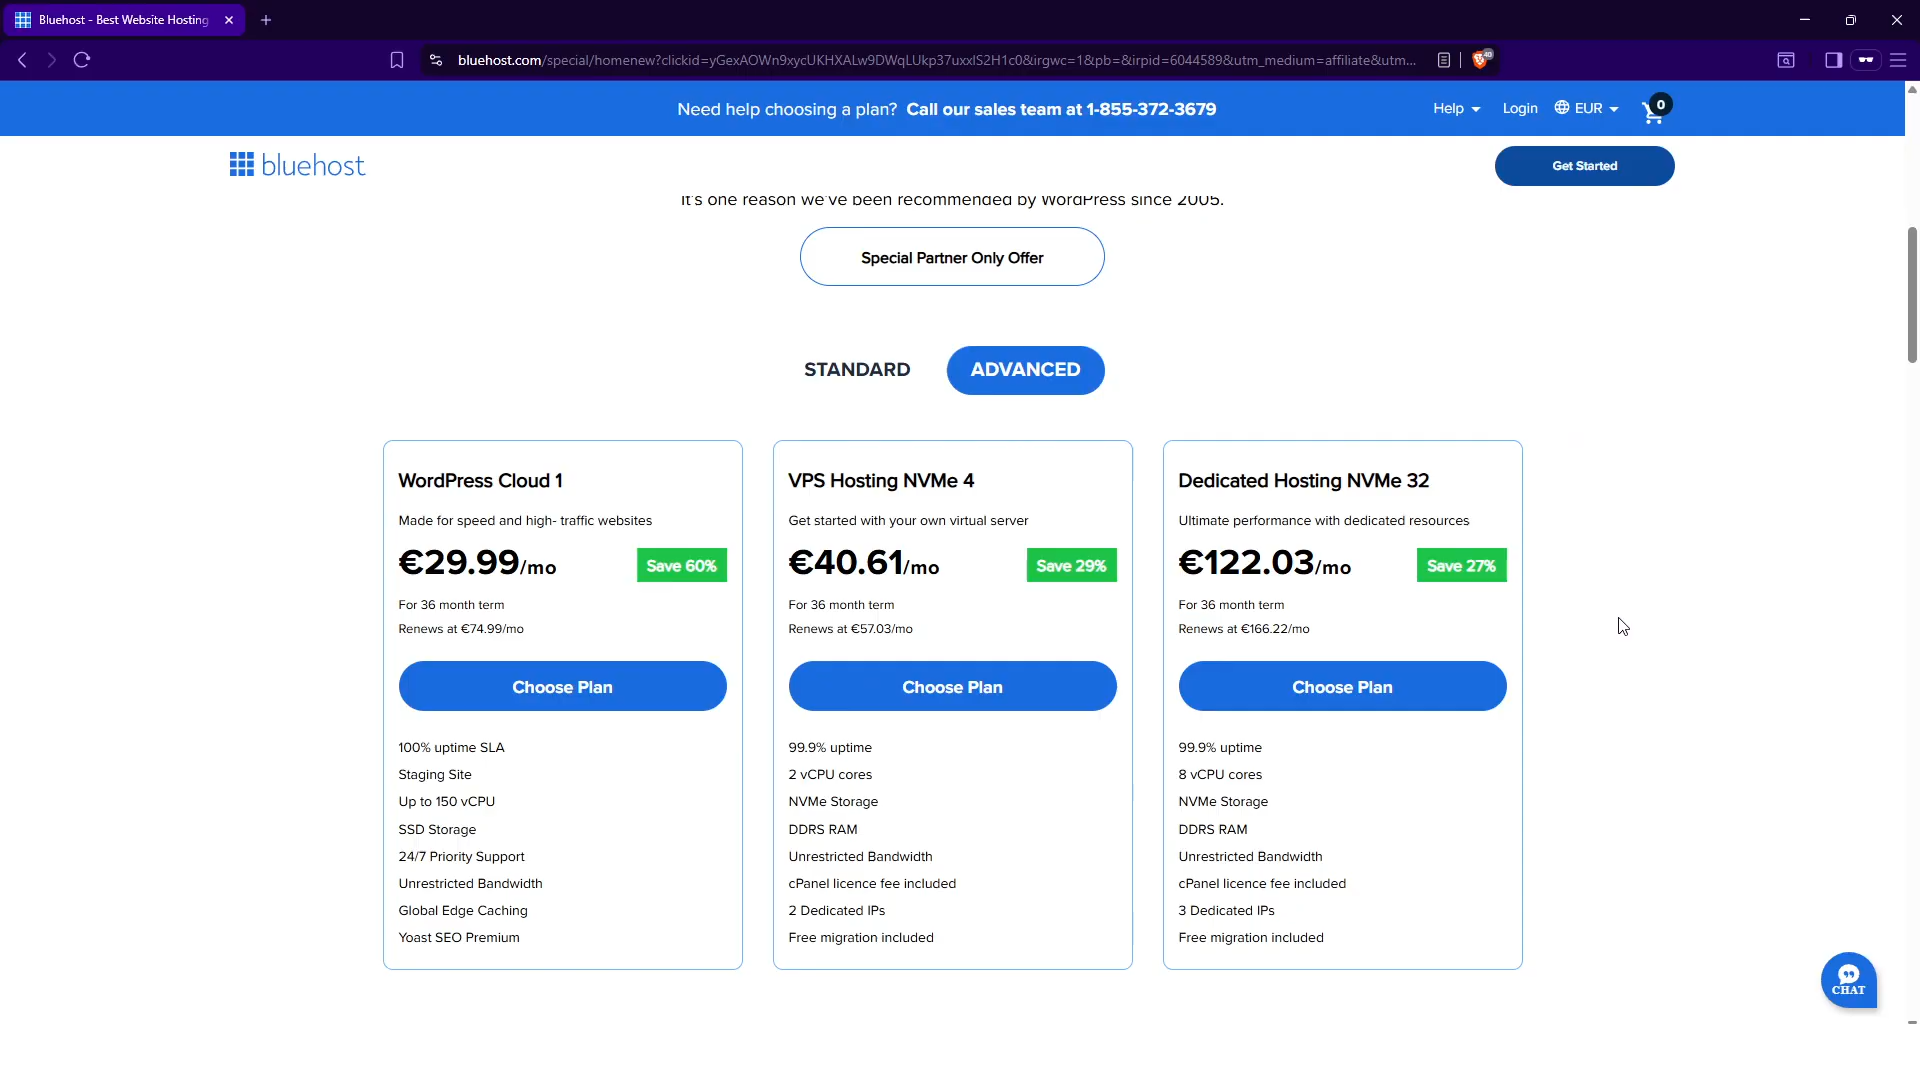 Bluehost - Best Website Hosting
bluehost.com/special/homenew?clickid=yGexAOWn9xycUKHXALw9DWqLUkp37uxxIS2H1c0&irgwc=1&tpb=&irpid=6044589&utm_medium=affiliate&utm...
40
Need help choosing a plan? Call our sales team at 1-855-372-3679
Help
Login
EUR
0
bluehost
Get Started
It's one reason we've been recommended by WordPress since 2005.
Special Partner Only Offer
STANDARD
ADVANCED
WordPress Cloud 1
Made for speed and high- traffic websites
€29.99/mo
Save 60%
For 36 month term
Renews at €74.99/mo
Choose Plan
100% uptime SLA
Staging Site
Up to 150 vCPU
SSD Storage
24/7 Priority Support
Unrestricted Bandwidth
Global Edge Caching
Yoast SEO Premium
VPS Hosting NVMe 4
Get started with your own virtual server
€40.61/mo
Save 29%
For 36 month term
Renews at €57.03/mo
Choose Plan
99.9% uptime
2 vCPU cores
NVMe Storage
DDRS RAM
Unrestricted Bandwidth
cPanel licence fee included
2 Dedicated IPs
Free migration included
Dedicated Hosting NVMe 32
Ultimate performance with dedicated resources
€122.03/mo
Save 27%
For 36 month term
Renews at €166.22/mo
Choose Plan
99.9% uptime
8 vCPU cores
NVMe Storage
DDRS RAM
Unrestricted Bandwidth
cPanel licence fee included
3 Dedicated IPs
Free migration included
CHAT